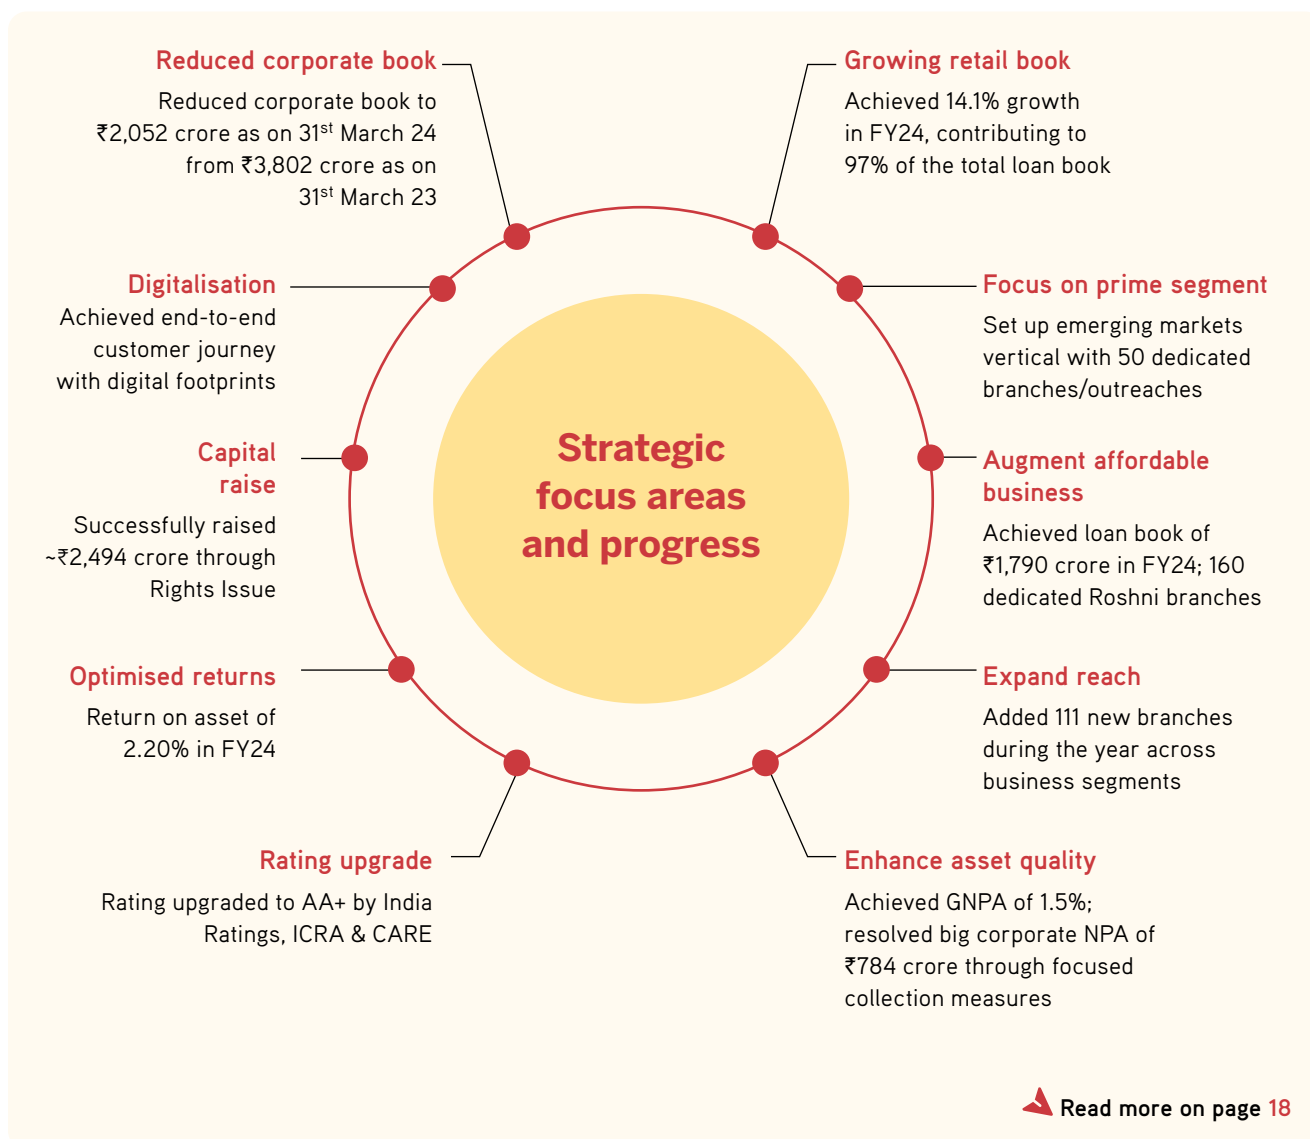 Reduced corporate book
Reduced corporate book to
₹2,052 crore as on 31st March 24
from ₹3,802 crore as on
31st March 23
Growing retail book
Achieved 14.1% growth
in FY24, contributing to
97% of the total loan book
Digitalisation
Achieved end-to-end
customer journey
with digital footprints
Focus on prime segment
Set up emerging markets
vertical with 50 dedicated
branches/outreaches
Capital
raise
Successfully raised
~₹2,494 crore through
Rights Issue
Strategic
focus areas
and progress
Augment affordable
business
Achieved loan book of
₹1,790 crore in FY24; 160
dedicated Roshni branches
Optimised returns
Return on asset of
2.20% in FY24
Expand reach
Added 111 new branches
during the year across
business segments
Rating upgrade
Rating upgraded to AA+ by India
Ratings, ICRA & CARE
Enhance asset quality
Achieved GNPA of 1.5%;
resolved big corporate NPA of
₹784 crore through focused
collection measures
Read more on page 18